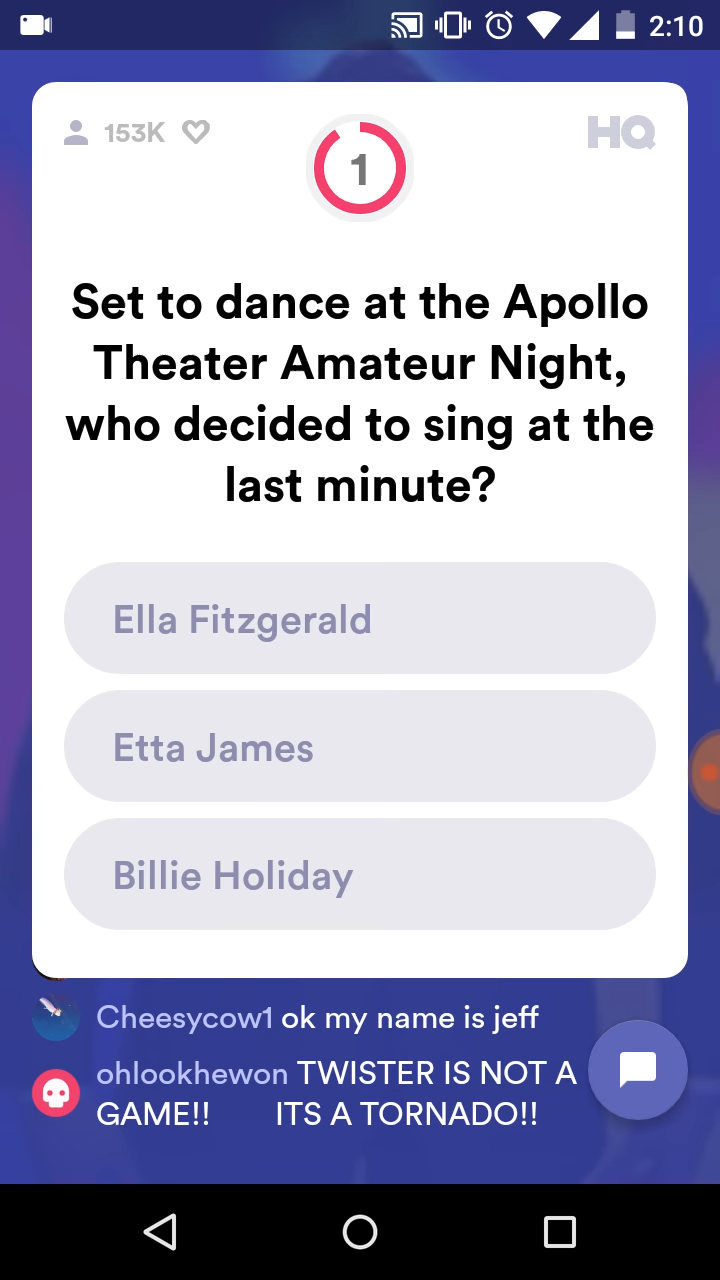 2:10
153K
HQ
1
Set to dance at the Apollo
Theater Amateur Night,
who decided to sing at the
last minute?
Ella Fitzgerald
Etta James
Billie Holiday
Cheesycow1 ok my name is jeff
ohlookhewon TWISTER IS NOT A
GAME!! ITS A TORNADO!!